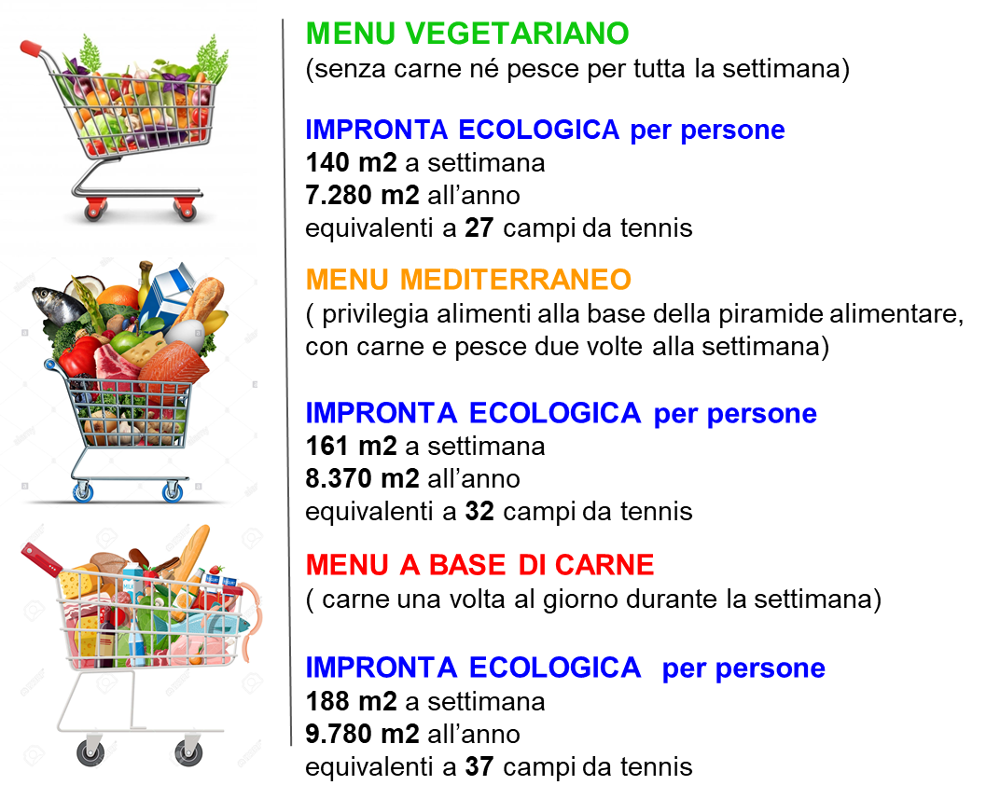 MENU VEGETARIANO
(senza carne né pesce per tutta la settimana)
IMPRONTA ECOLOGICA per persone
140 m2 a settimana
7.280 m2 all’anno
equivalenti a 27 campi da tennis
MENU MEDITERRANEO
( privilegia alimenti alla base della piramide alimentare,
con carne e pesce due volte alla settimana)
IMPRONTA ECOLOGICA per persone
161 m2 a settimana
8.370 m2 all’anno
equivalenti a 32 campi da tennis
MENU A BASE DI CARNE
( carne una volta al giorno durante la settimana)
IMPRONTA ECOLOGICA per persone
188 m2 a settimana
9.780 m2 all’anno
equivalenti a 37 campi da tennis